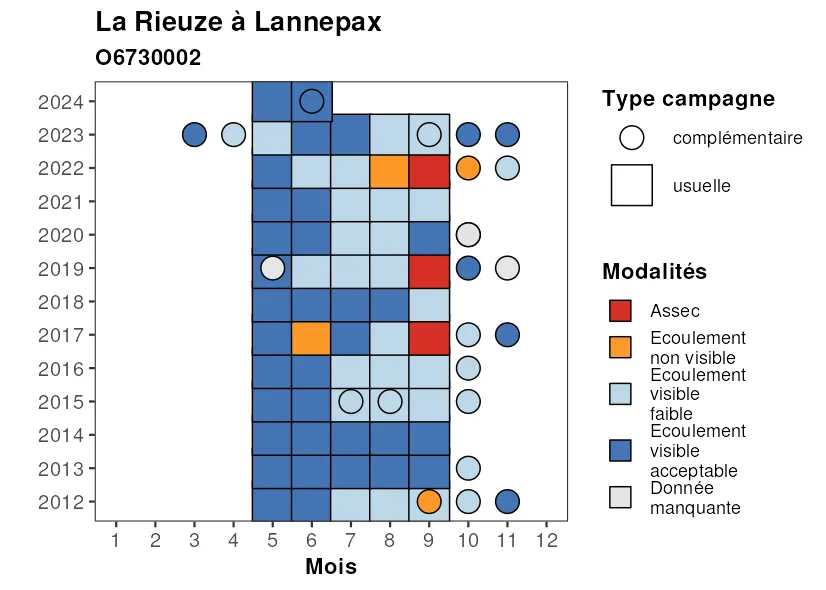 La Rieuze à Lannepax
O6730002
2024
2023
2022
2021
2020
2019
2018
2017
2016
2015
2014
2013
2012
1 2 3 4 5 6 7 8 9 10 11 12
Mois
Type campagne
complémentaire
usuelle
Modalités
Assec
Ecoulement
non visible
Ecoulement
visible
faible
Ecoulement
visible
acceptable
Donnée
manquante